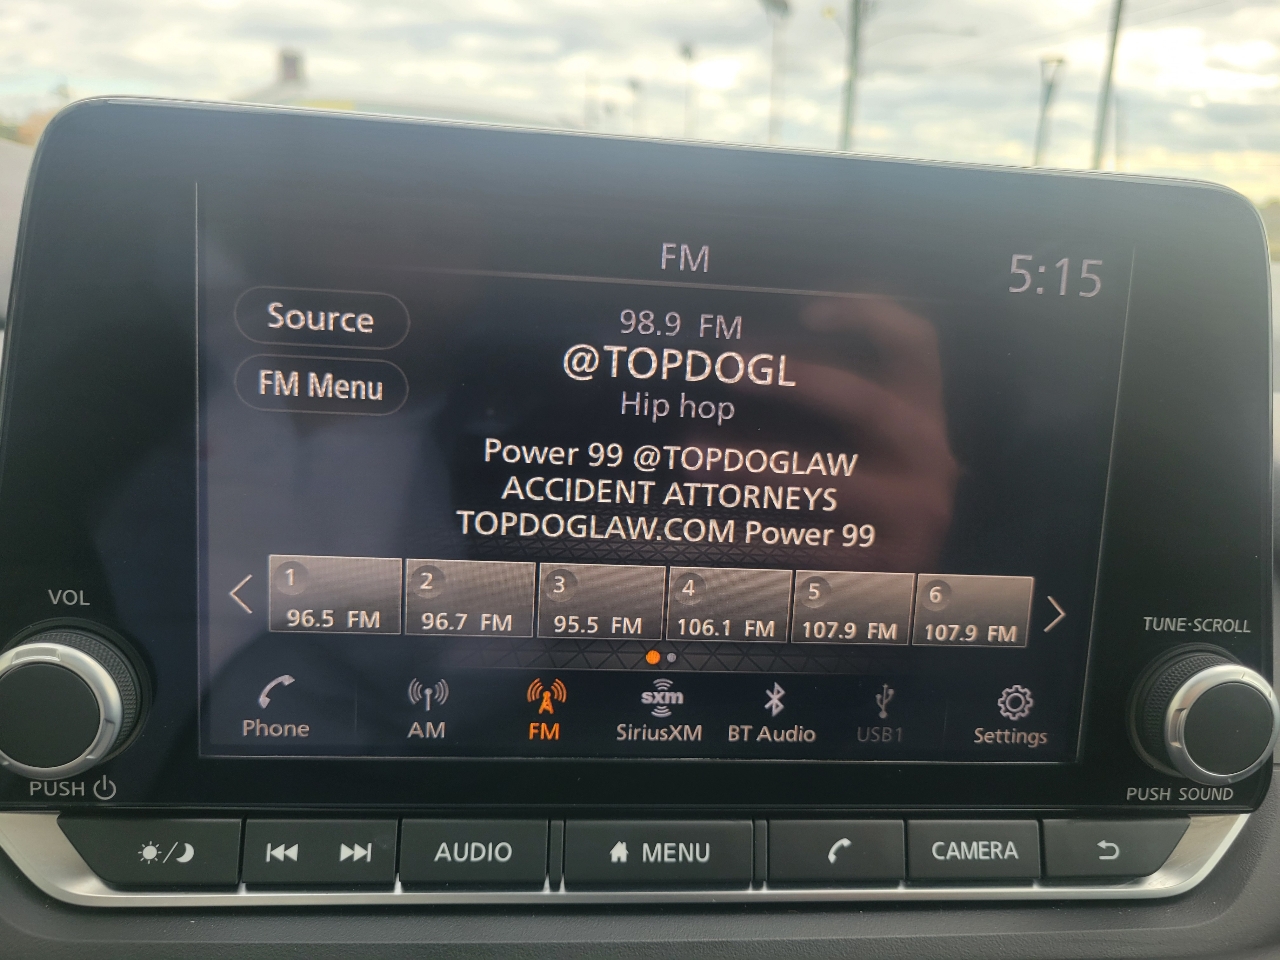 FM
5:15
Source
98.9 FM
@TOPDOGL
FM Menu
Hip hop
Power 99 @TOPDOGLAW
ACCIDENT ATTORNEYS
TOPDOGLAW.COM Power 99
1
96.5 FM
2
96.7 FM
3
95.5 FM
4
106.1 FM
5
107.9 FM
6
107.9 FM
VOL
TUNE·SCROLL
Phone
AM
FM
sxm
SiriusXM
BT Audio
USB1
Settings
PUSH
PUSH SOUND
AUDIO
MENU
CAMERA